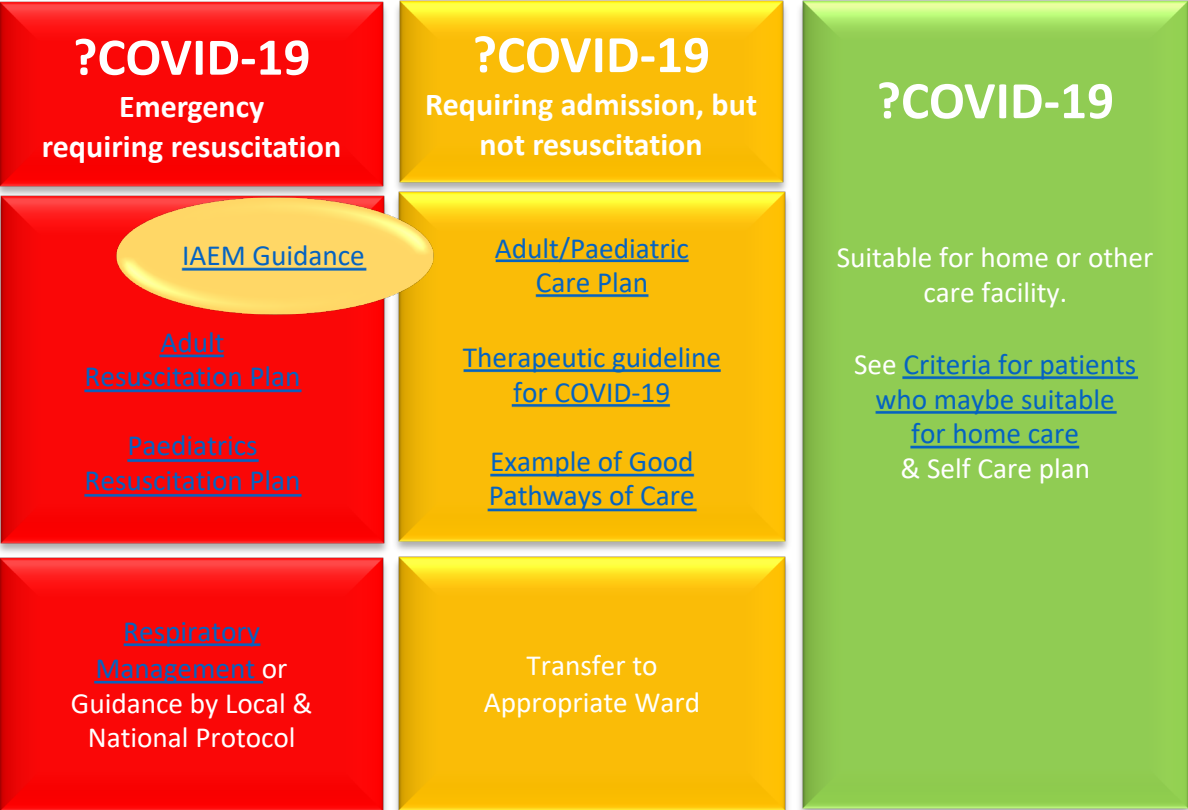 ?COVID-19
Emergency
requiring resuscitation
IAEM Guidance
Adult
Resuscitation Plan
Paediatrics
Resuscitation Plan
Respiratory
Management or
Guidance by Local &
National Protocol
?COVID-19
Requiring admission, but
not resuscitation
Adult/Paediatric
Care Plan
Therapeutic guideline
for COVID-19
Example of Good
Pathways of Care
Transfer to
Appropriate Ward
?COVID-19
Suitable for home or other
care facility.
See Criteria for patients
who maybe suitable
for home care
& Self Care plan